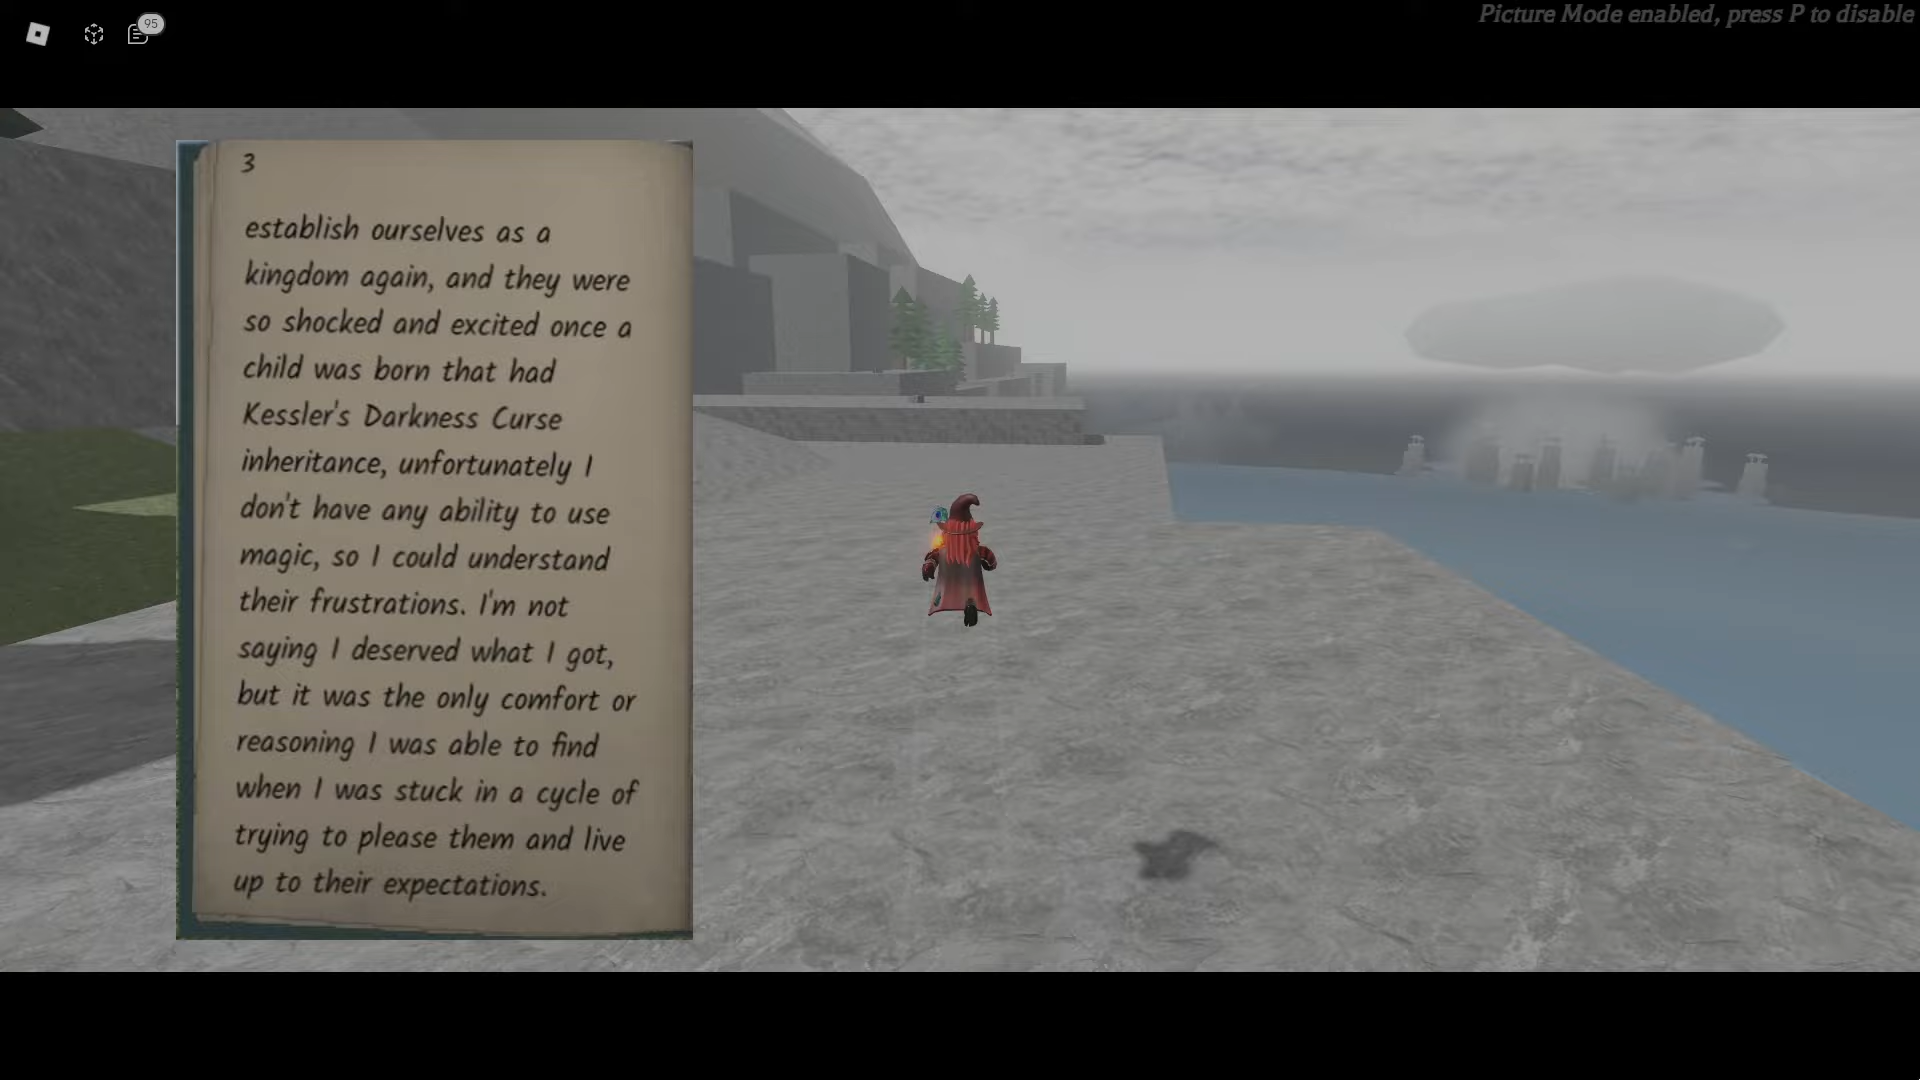 95
Picture Mode enabled, press P to disable
3
establish ourselves as a
kingdom again, and they were
so shocked and excited once a
child was born that had
Kessler's Darkness Curse
inheritance, unfortunately I
don't have any ability to use
magic, so I could understand
their frustrations. I'm not
saying I deserved what I got,
but it was the only comfort or
reasoning I was able to find
when I was stuck in a cycle of
trying to please them and live
up to their expectations.